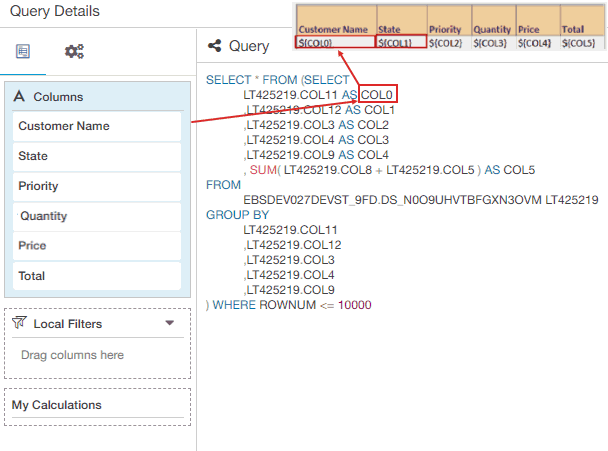 Query Details
Customer Name State Priority Quantity Price Total
${COL0} ${COL1} ${COL2} ${COL3} ${COL4} ${COL5}
Query
A Columns
Customer Name
State
Priority
Quantity
Price
Total
Local Filters
Drag columns here
My Calculations
SELECT * FROM (SELECT
LT425219.COL11 AS COL0
,LT425219.COL12 AS COL1
,LT425219.COL3 AS COL2
,LT425219.COL4 AS COL3
,LT425219.COL9 AS COL4
, SUM( LT425219.COL8 + LT425219.COL5 ) AS COL5
FROM
EBSDEV027DEVST_9FD.DS_N0O9UHVTBFGXN3OVM LT425219
GROUP BY
LT425219.COL11
,LT425219.COL12
,LT425219.COL3
,LT425219.COL4
,LT425219.COL9
) WHERE ROWNUM <= 10000